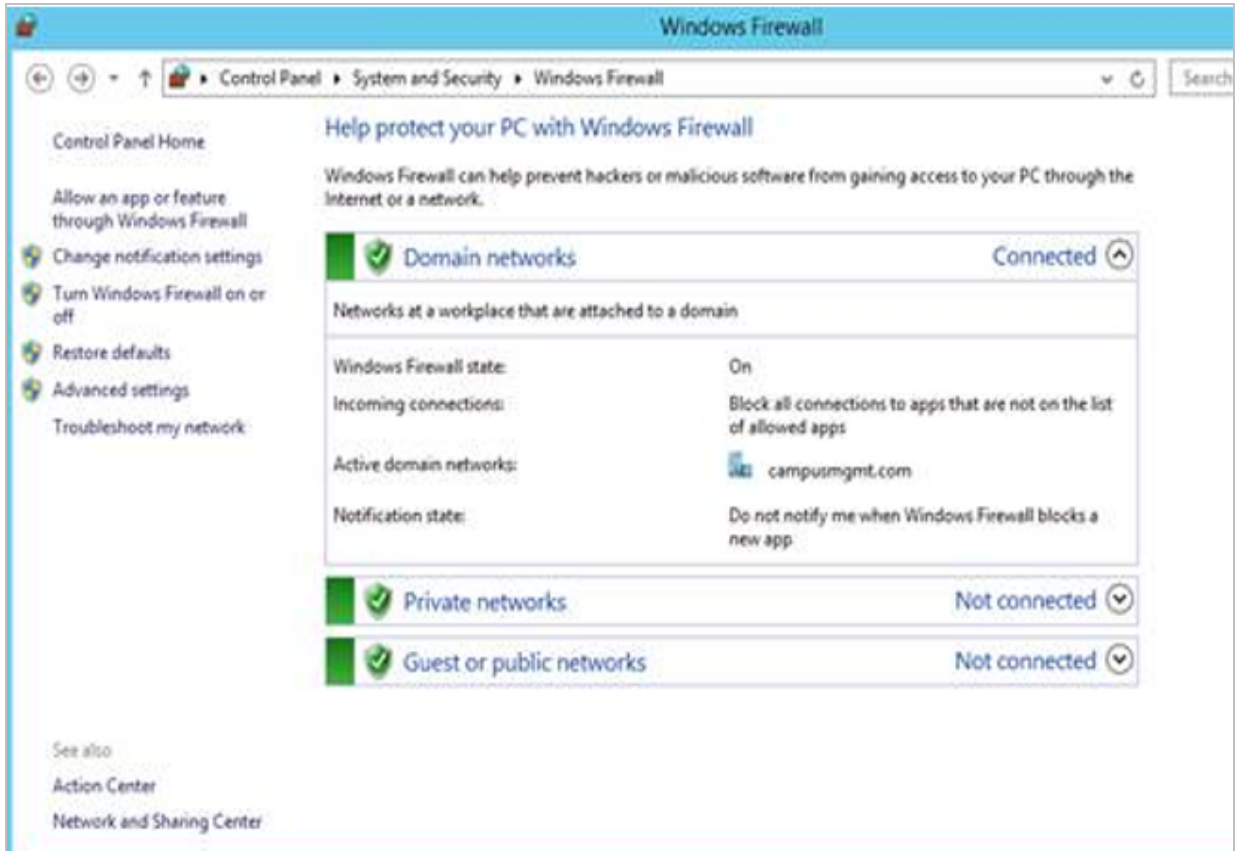 Windows Firewall
Control Panel ▸ System and Security ▸ Windows Firewall
Search
Control Panel Home
Allow an app or feature
through Windows Firewall
Change notification settings
Turn Windows Firewall on or
off
Restore defaults
Advanced settings
Troubleshoot my network
See also
Action Center
Network and Sharing Center
Help protect your PC with Windows Firewall
Windows Firewall can help prevent hackers or malicious software from gaining access to your PC through the
Internet or a network.
Domain networks Connected
Networks at a workplace that are attached to a domain
Windows Firewall state: On
Incoming connections: Block all connections to apps that are not on the list
of allowed apps
Active domain networks: campusmgmt.com
Notification state: Do not notify me when Windows Firewall blocks a
new app
Private networks Not connected
Guest or public networks Not connected